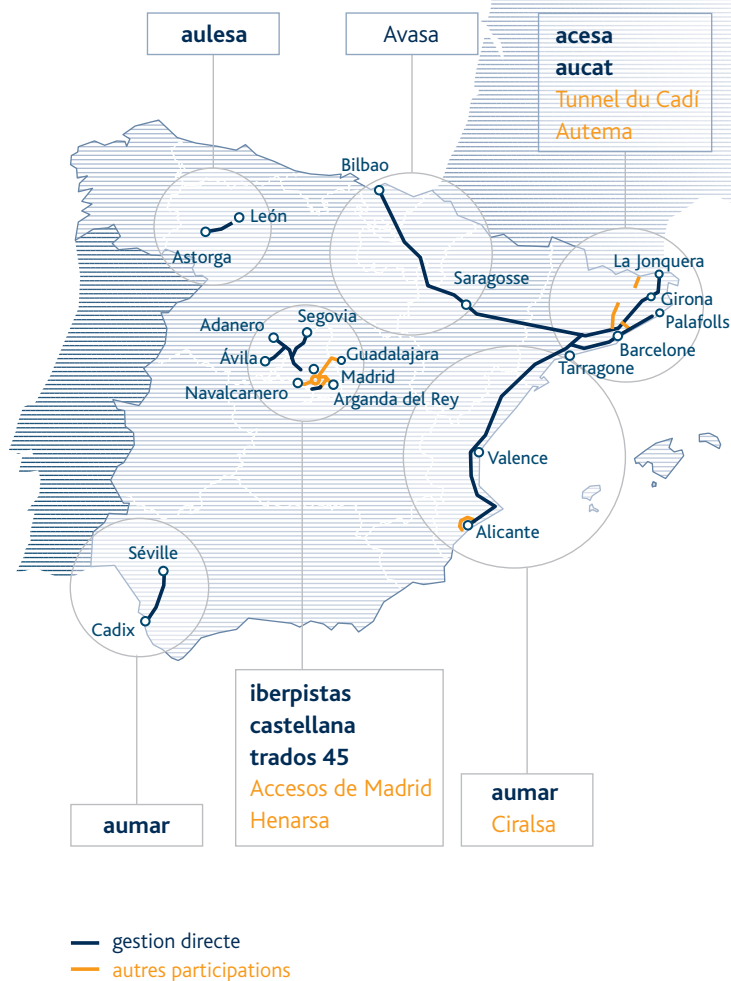 aulesa
Avasa
acesa
aucat
Tunnel du Cadí
Autema
Bilbao
León
Astorga
La Jonquera
Saragosse
Girona
Palafolls
Segovia
Adanero
Barcelone
Guadalajara
Ávila
Tarragone
Madrid
Navalcarnero
Arganda del Rey
Valence
Alicante
Séville
Cadix
iberpistas
castellana
trados 45
Accesos de Madrid
Henarsa
aumar
Ciralsa
aumar
gestion directe
autres participations